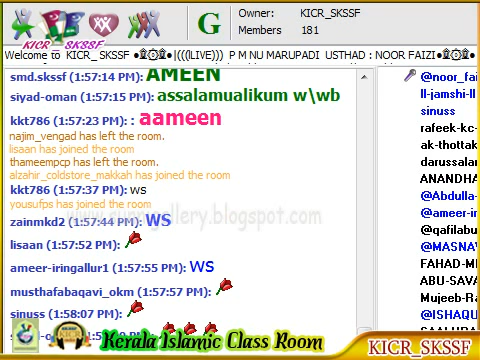 KICR_ SKSSF
G
Owner: KICR_SKSSF
Members 181
Welcome to KICR_ SKSSF ●۩۞۩●|(((LIVE))) P M NU MARUPADI USTHAD : NOOR FAIZI●۩۞۩●
smd.skssf (1:57:14 PM): AMEEN
siyad-oman (1:57:15 PM): assalamualikum w\wb
kkt786 (1:57:23 PM): : aameen
najim_vengad has left the room.
lisaan has joined the room
thameempcp has left the room.
alzahir_coldstore_makkah has joined the room
kkt786 (1:57:37 PM): ws
yousufps has joined the room
zainmkd2 (1:57:44 PM): ws
lisaan (1:57:52 PM):
ameer-iringallur1 (1:57:55 PM): ws
musthafabaqavi_okm (1:57:57 PM):
sinuss (1:58:07 PM):
@noor_fai
ll-jamshi-ll
sinuss
rafeek-kc-
ak-thottak
darussalan
ANANDHA
@Abdulla-
@ameer-ir
@qafilabu
@MASNAV
FAHAD-M
ABU-SAVA
Mujeeb-Ra
@ISHAQU
Kerala Islamic Class Room
KICR_SKSSF